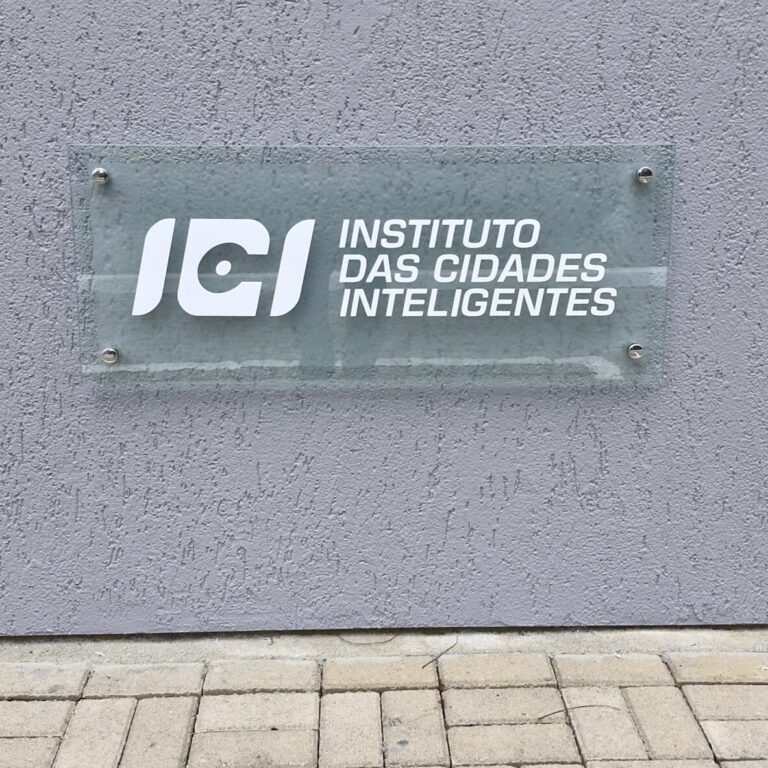 ICI
INSTITUTO
DAS CIDADES
INTELIGENTES